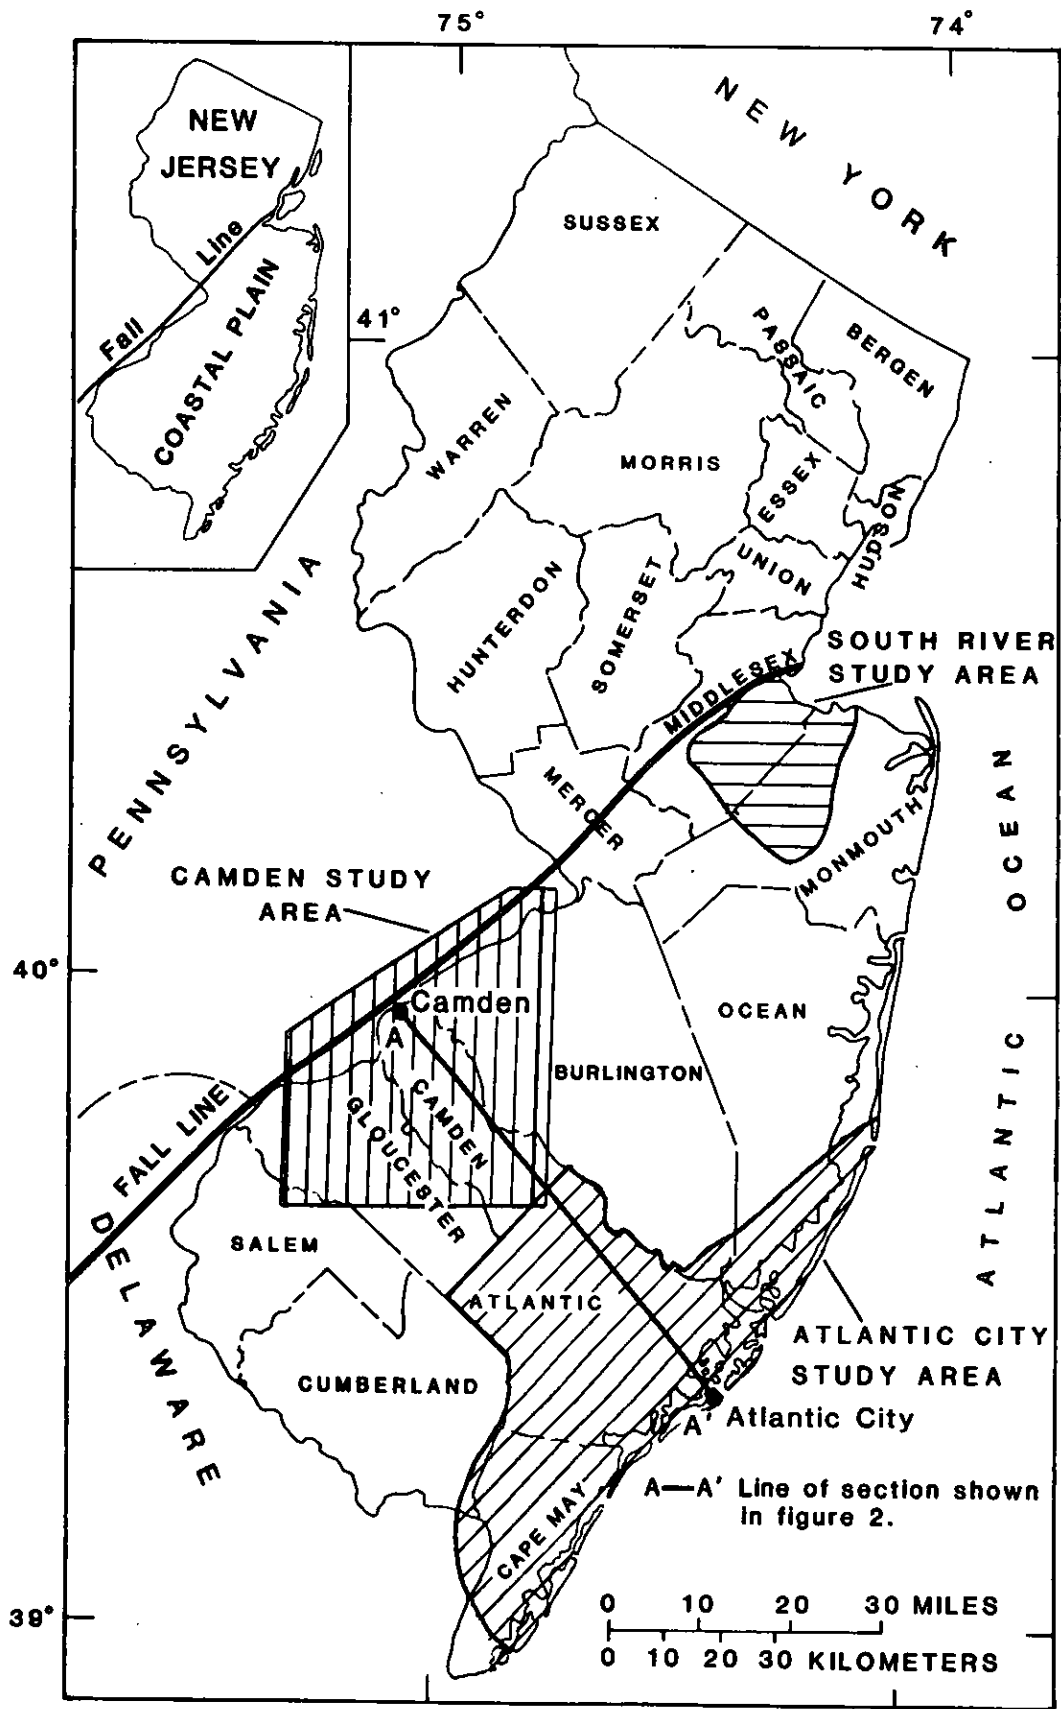 75°
74°
NEW
JERSEY
Fall Line
COASTAL PLAIN
NEW YORK
41°
SUSSEX
PASSAIC
BERGEN
WARREN
MORRIS
ESSEX
HUDSON
UNION
HUNTERDON
SOMERSET
PENNSYLVANIA
SOUTH RIVER
STUDY AREA
MIDDLESEX
MERCER
MONMOUTH
CAMDEN STUDY
AREA
40°
Camden
A
OCEAN
BURLINGTON
CAMDEN
GLOUCESTER
ATLANTIC OCEAN
FALL LINE
DELAWARE
SALEM
ATLANTIC
CUMBERLAND
ATLANTIC CITY
STUDY AREA
A' Atlantic City
A—A' Line of section shown
in figure 2.
CAPE MAY
39°
0 10 20 30 MILES
0 10 20 30 KILOMETERS